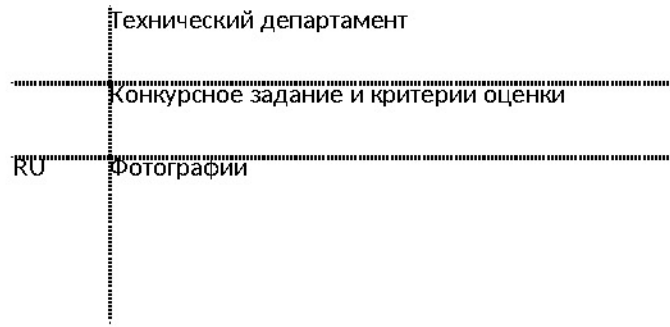 Технический департамент
Конкурсное задание и критерии оценки
RU Фотографии